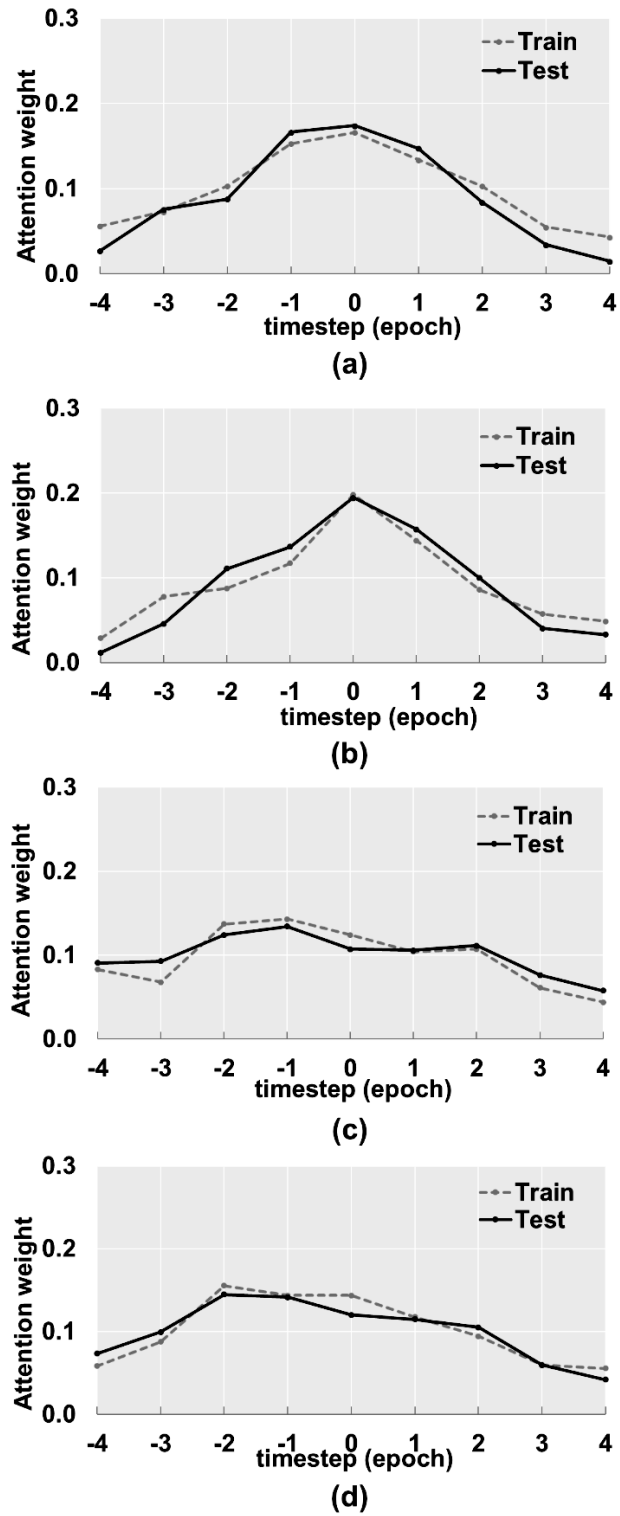 0.3
Train
Test
0.2
0.1
0.0
Attention weight
-4 -3 -2 -1 0 1 2 3 4
timestep (epoch)
(a)
0.3
Train
Test
0.2
0.1
0.0
Attention weight
-4 -3 -2 -1 0 1 2 3 4
timestep (epoch)
(b)
0.3
Train
Test
0.2
0.1
0.0
Attention weight
-4 -3 -2 -1 0 1 2 3 4
timestep (epoch)
(c)
0.3
Train
Test
0.2
0.1
0.0
Attention weight
-4 -3 -2 -1 0 1 2 3 4
timestep (epoch)
(d)